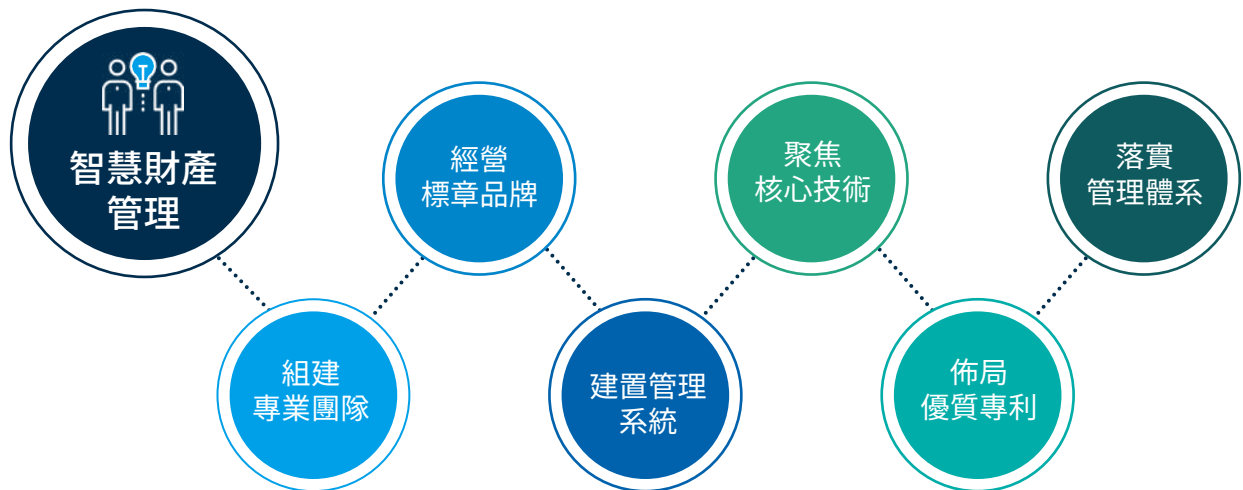 智慧財產
管理
組建
專業團隊
經營
標章品牌
建置管理
系統
聚焦
核心技術
佈局
優質專利
落實
管理體系